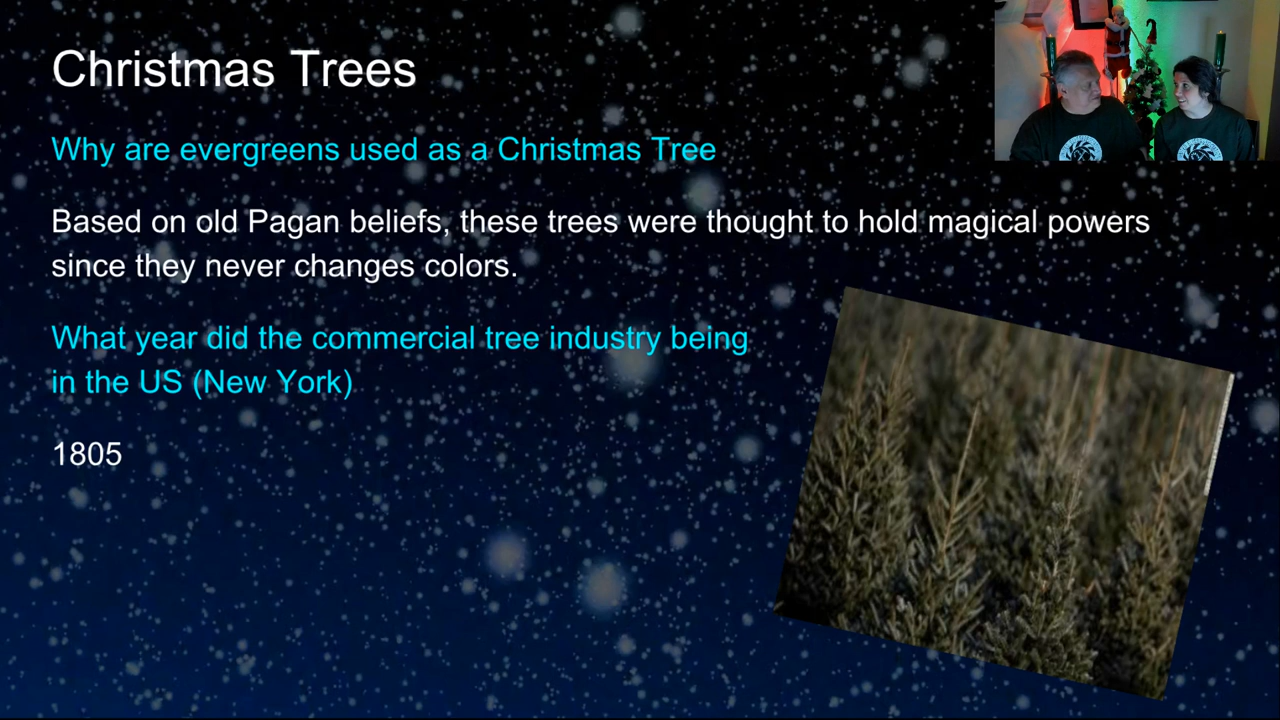 Christmas Trees
Why are evergreens used as a Christmas Tree
Based on old Pagan beliefs, these trees were thought to hold magical powers
since they never changes colors.
What year did the commercial tree industry being
in the US (New York)
1805